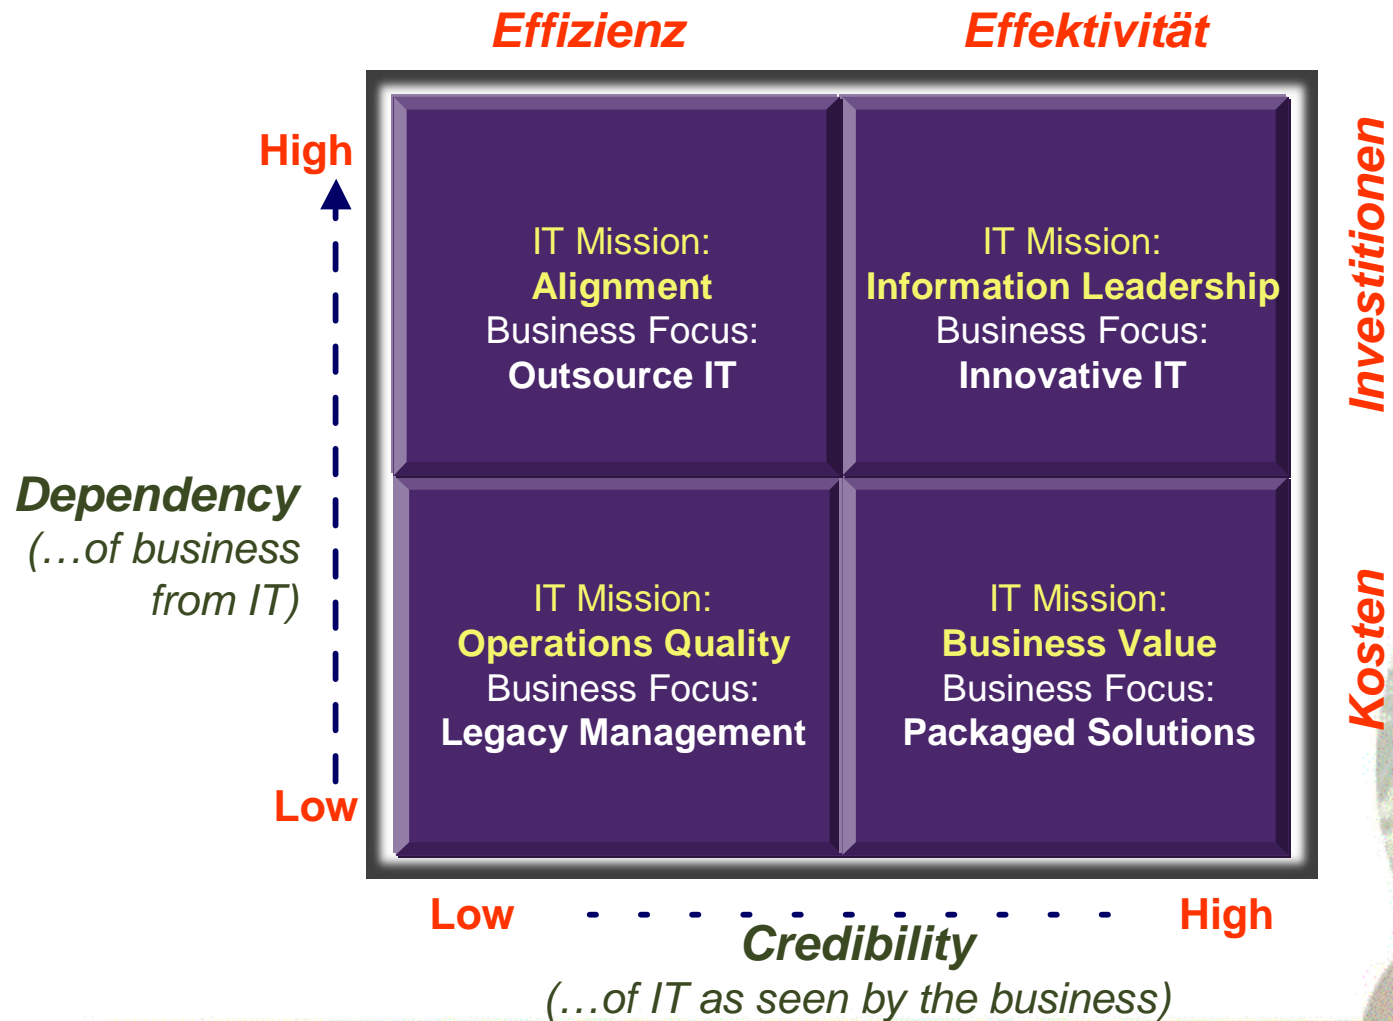 Effizienz
Effektivität
High
IT Mission:
Alignment
Business Focus:
Outsource IT
IT Mission:
Information Leadership
Business Focus:
Innovative IT
Investitionen
Dependency
(…of business
from IT)
IT Mission:
Operations Quality
Business Focus:
Legacy Management
IT Mission:
Business Value
Business Focus:
Packaged Solutions
Kosten
Low
Low
High
Credibility
(…of IT as seen by the business)